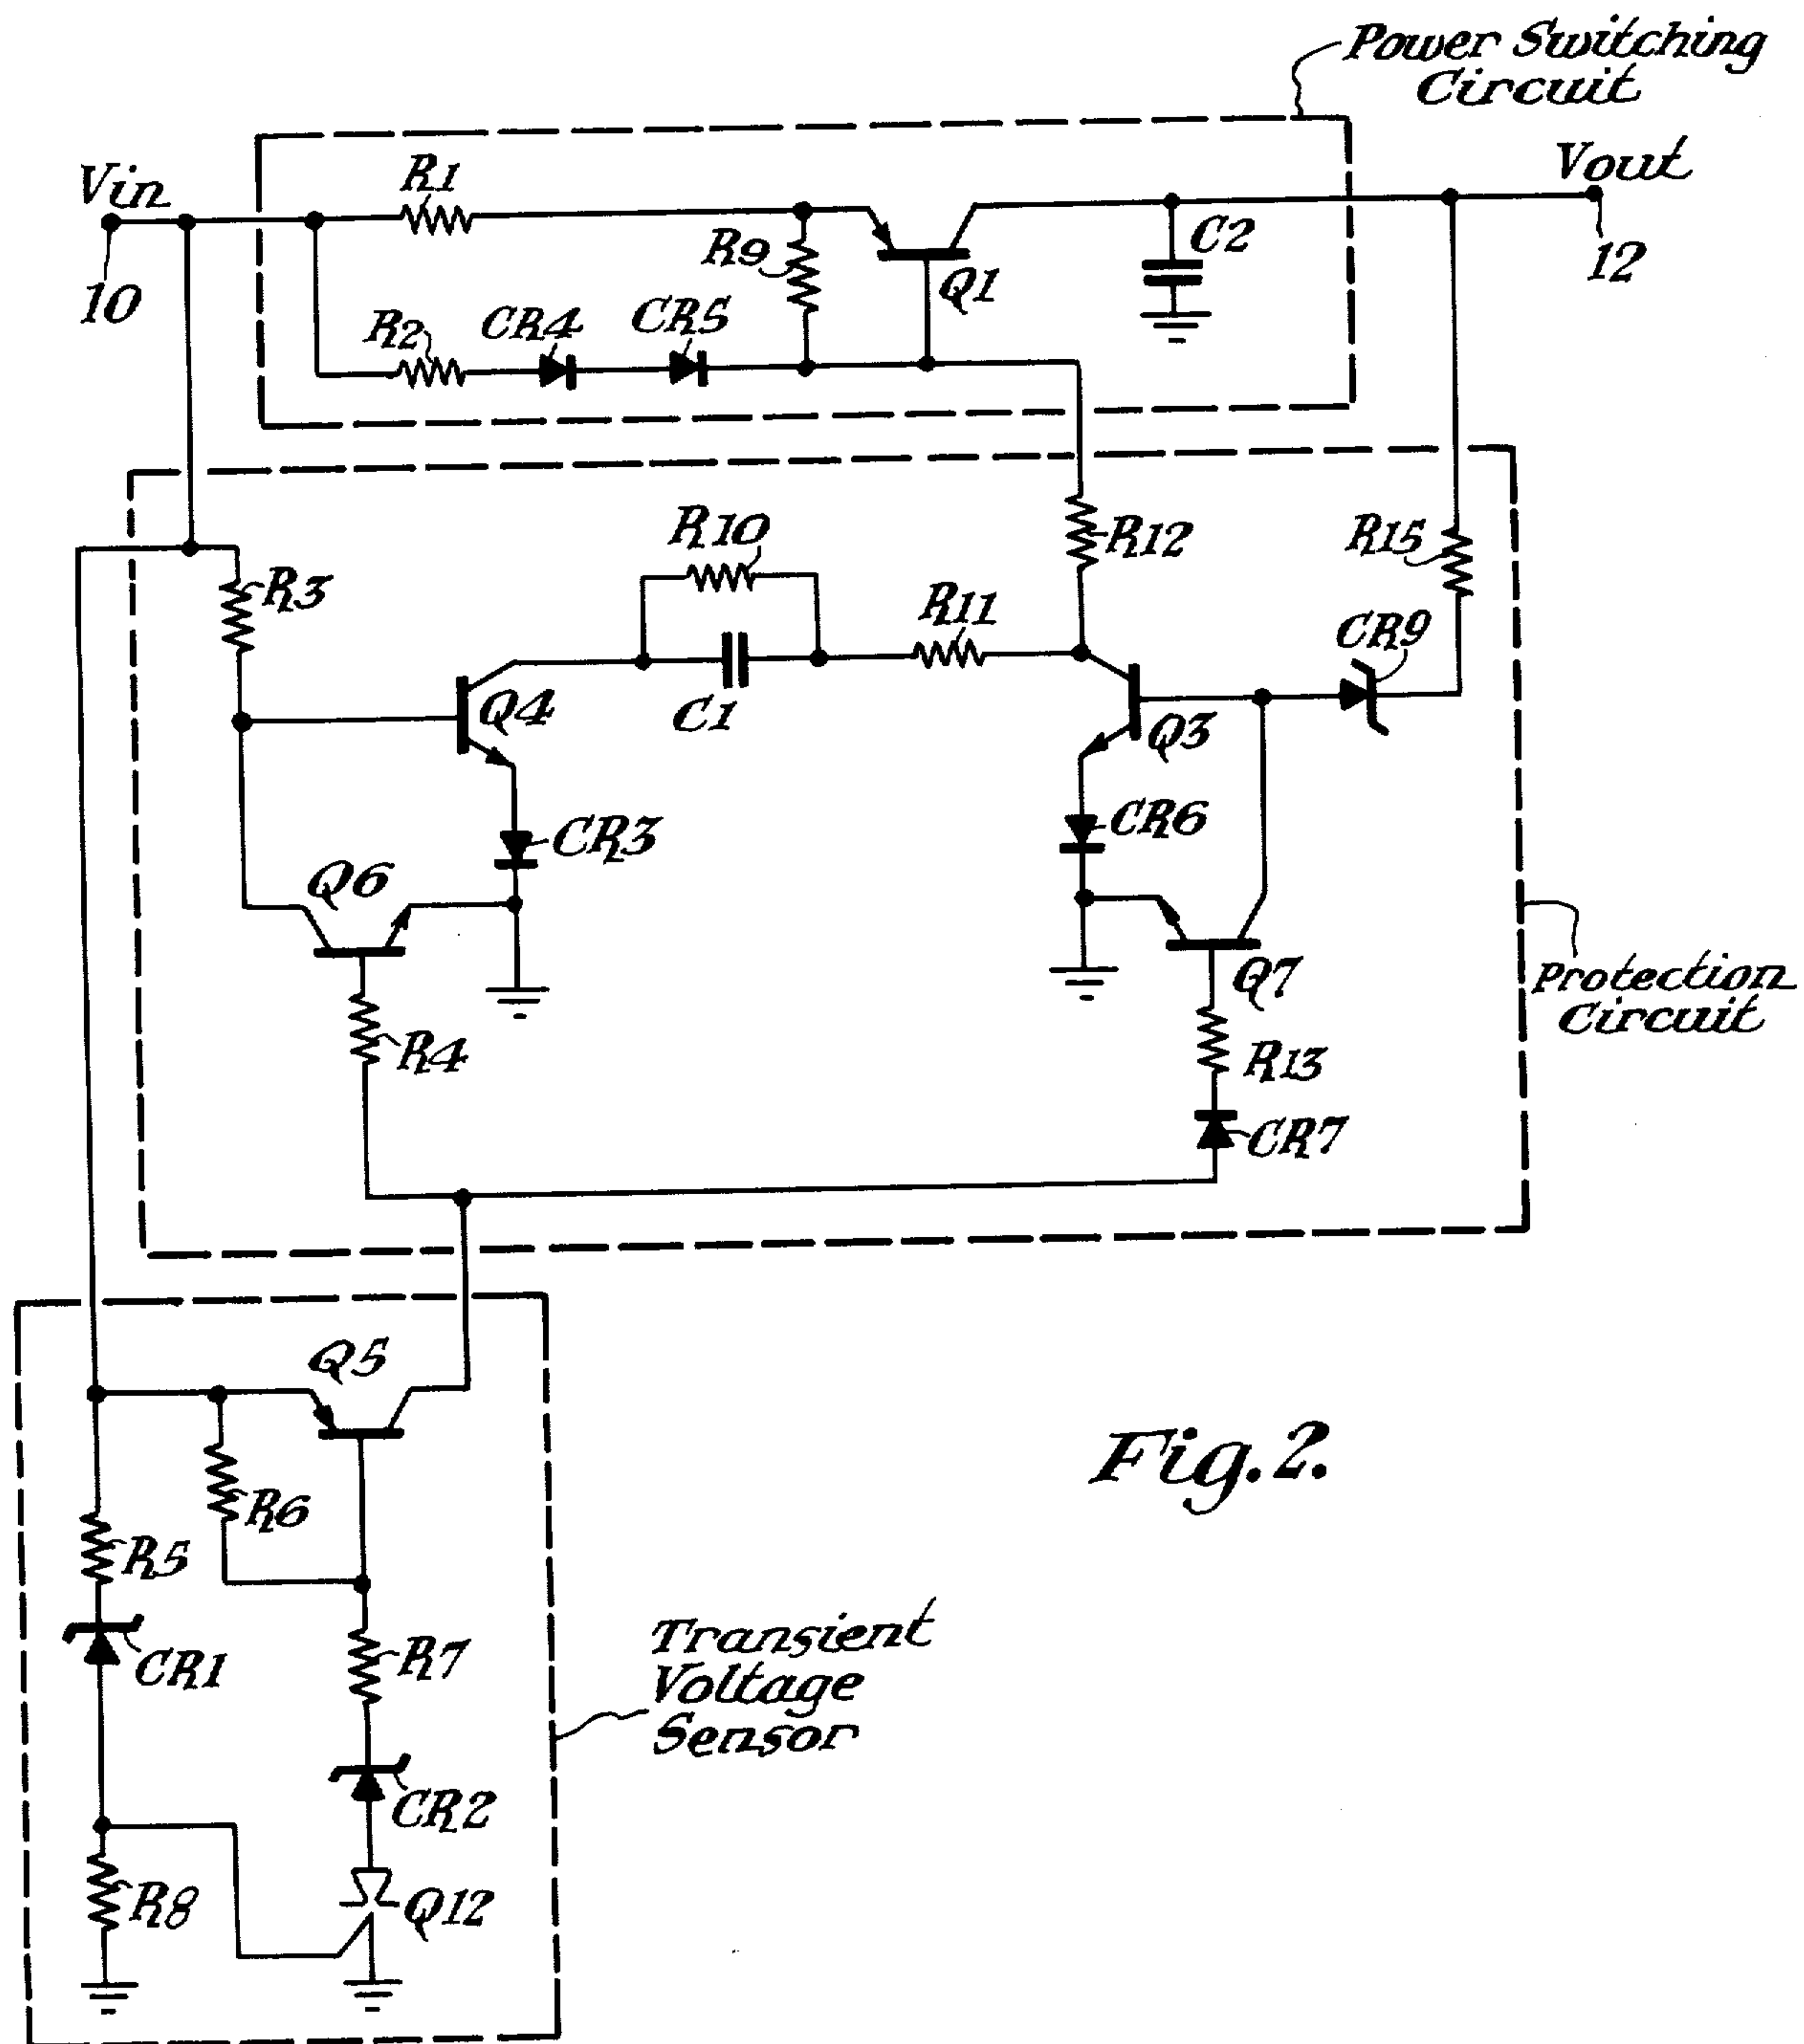 Power Switching
Circuit
Vin
R1
Vout
10
R9
Q1
C2
12
R2
CR4
CR5
R3
R10
R12
R15
R11
CR9
Q4
C1
Q3
CR3
CR6
Q6
Q7
Protection
Circuit
R4
R13
CR7
Q5
Fig. 2.
R6
R5
Transient
Voltage
Sensor
CR1
R7
CR2
R8
Q12